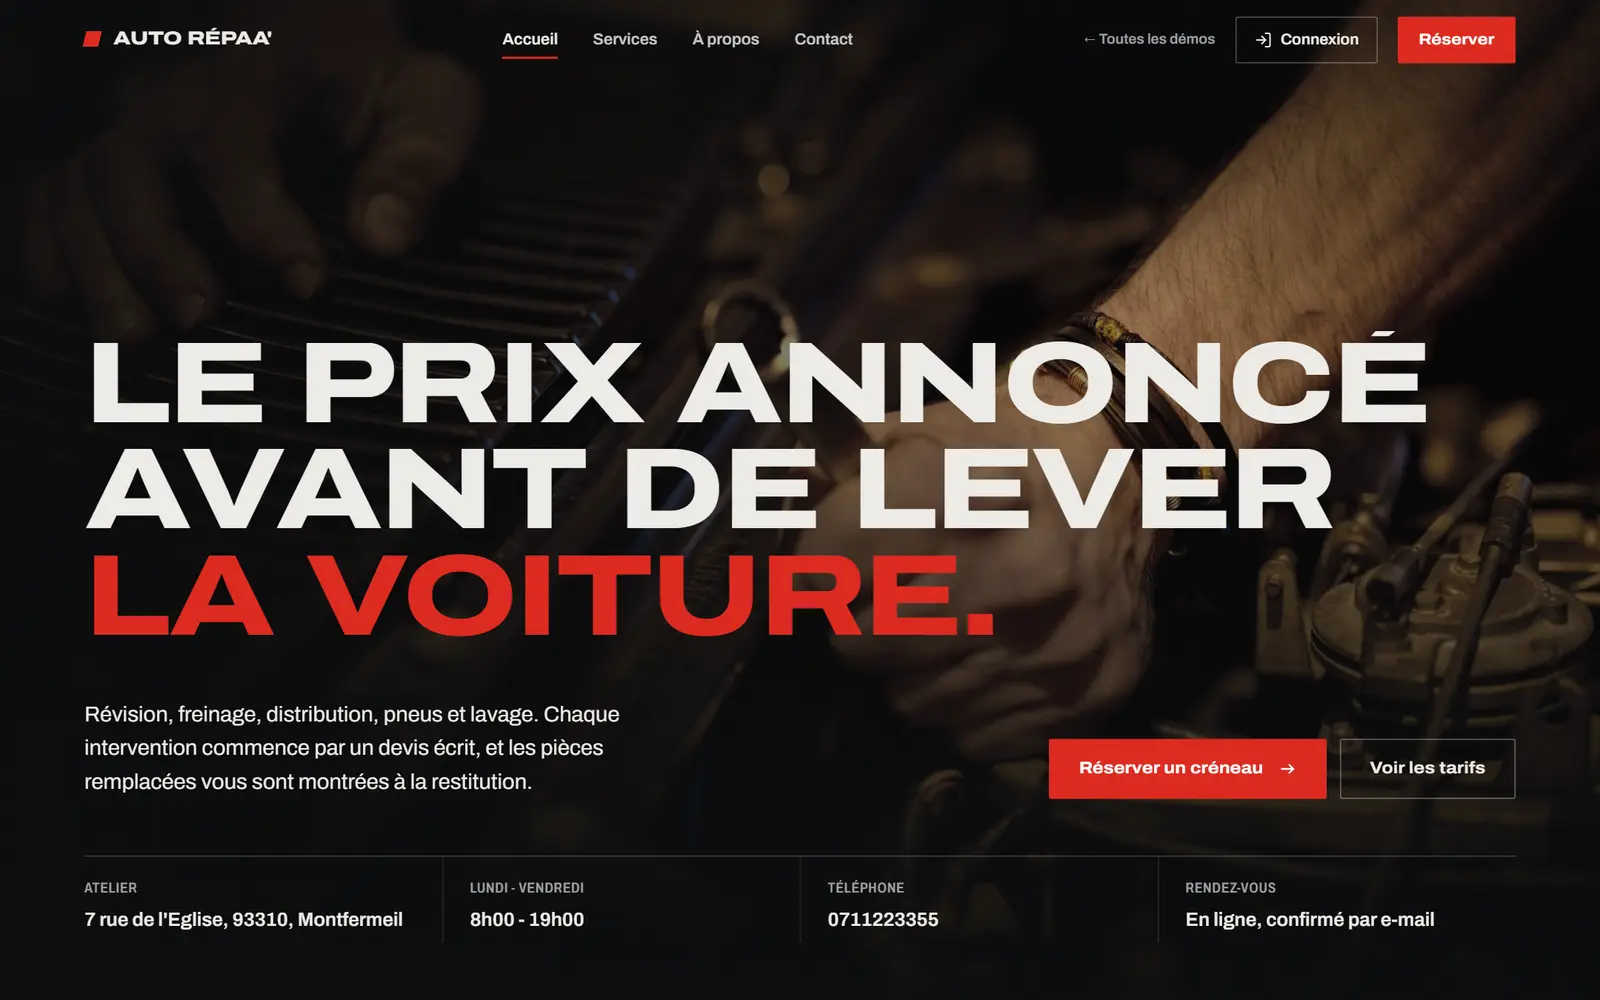 AUTO RÉPAA'
Accueil
Services
À propos
Contact
← Toutes les démos
Connexion
Réserver
LE PRIX ANNONCÉ
AVANT DE LEVER
LA VOITURE.
Révision, freinage, distribution, pneus et lavage. Chaque
intervention commence par un devis écrit, et les pièces
remplacées vous sont montrées à la restitution.
Réserver un créneau →
Voir les tarifs
ATELIER
7 rue de l'Eglise, 93310, Montfermeil
LUNDI - VENDREDI
8h00 - 19h00
TÉLÉPHONE
0711223355
RENDEZ-VOUS
En ligne, confirmé par e-mail